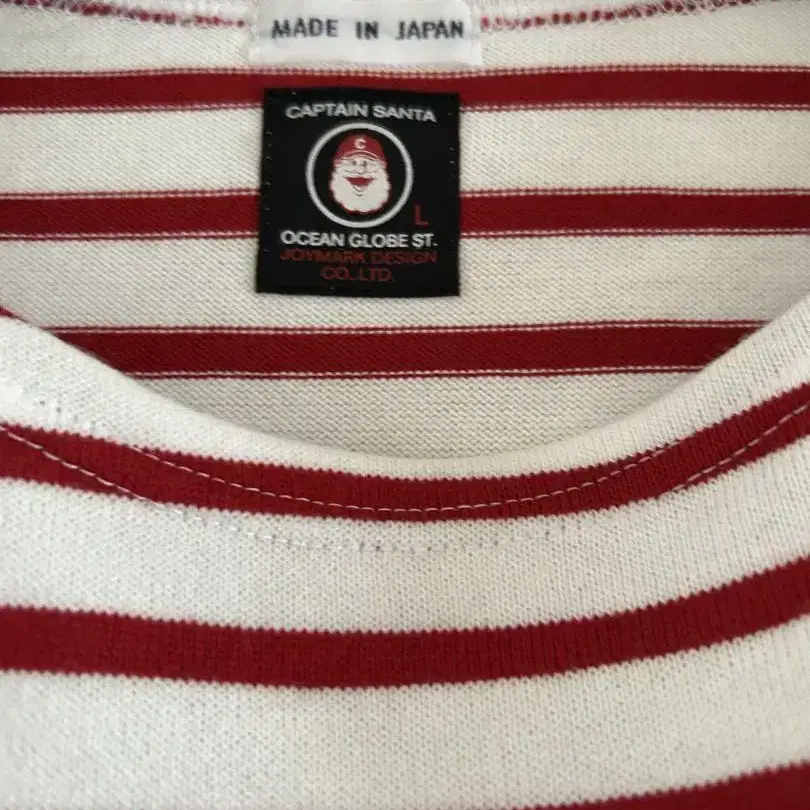 MADE IN JAPAN
CAPTAIN SANTA
C
L
OCEAN GLOBE ST.
JOYMARK DESIGN
CO.,LTD.